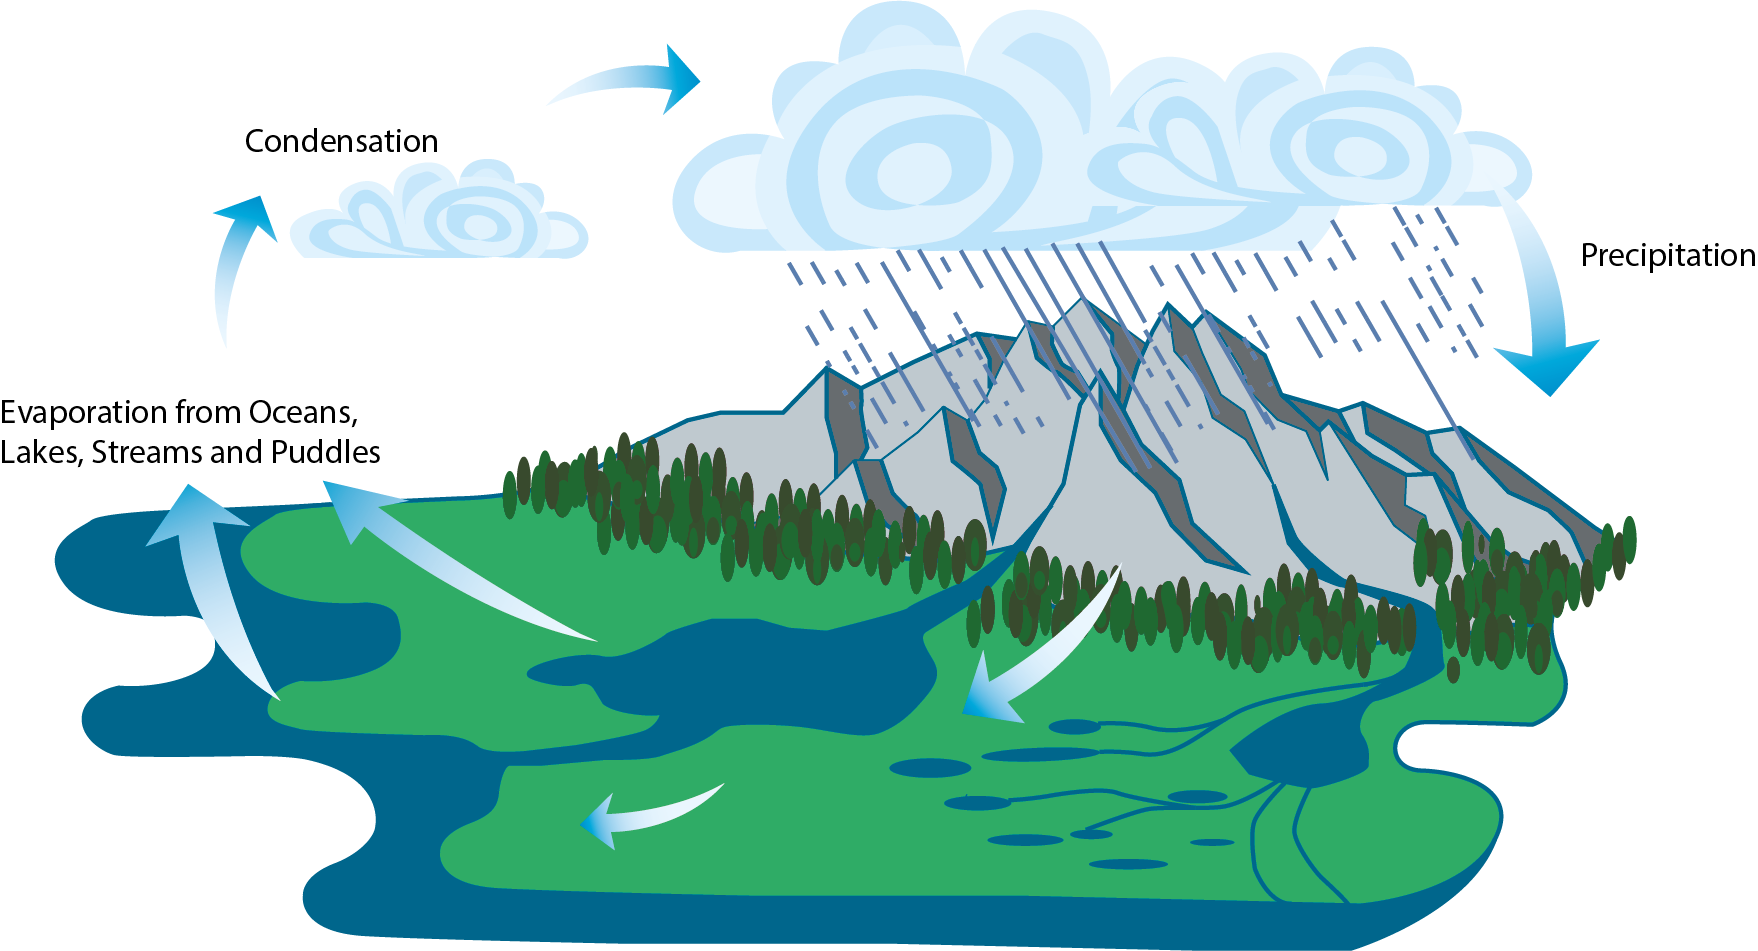 Condensation
Precipitation
Evaporation from Oceans,
Lakes, Streams and Puddles